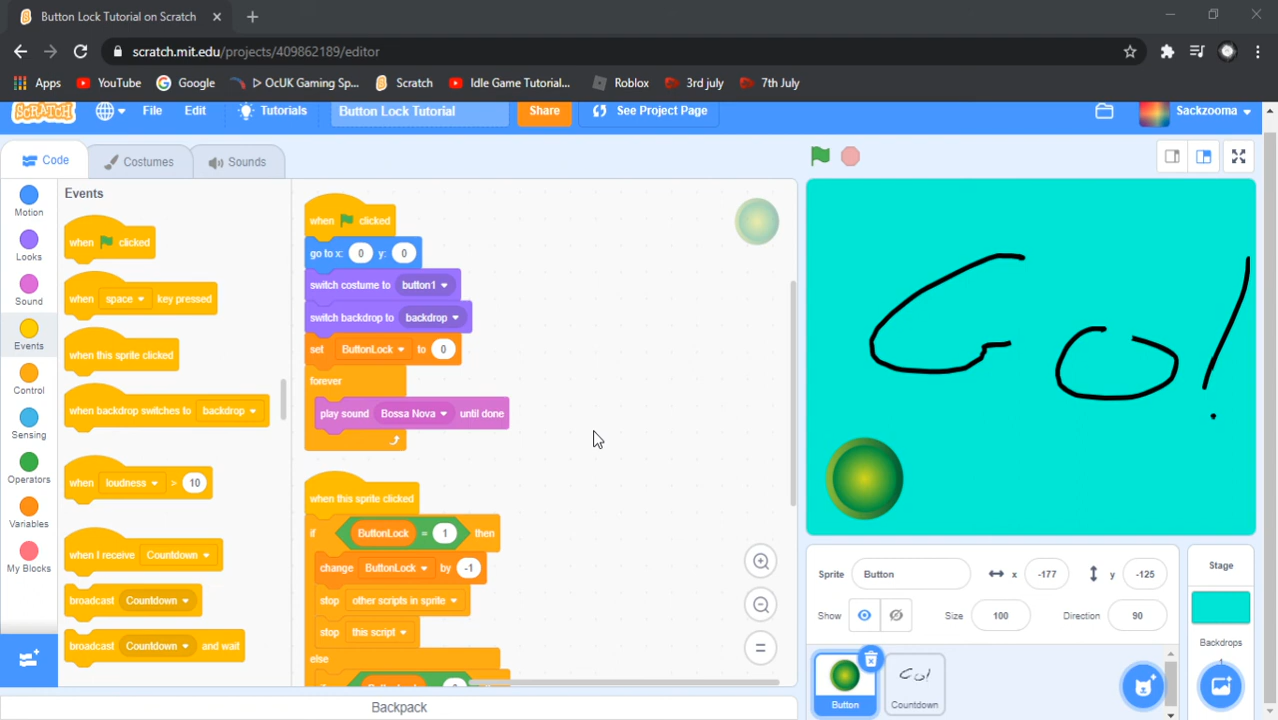 Button Lock Tutorial on Scratch
scratch.mit.edu/projects/409862189/editor
Apps YouTube Google OcUK Gaming Sp... Scratch Idle Game Tutorial... Roblox 3rd july 7th July
SCRATCH File Edit Tutorials Button Lock Tutorial Share See Project Page Sackzooma
Code Costumes Sounds
Motion
Looks
Sound
Events
Control
Sensing
Operators
Variables
My Blocks
Events
when clicked
when space key pressed
when this sprite clicked
when backdrop switches to backdrop
when loudness > 10
when I receive Countdown
broadcast Countdown
broadcast Countdown and wait
when clicked
go to x: 0 y: 0
switch costume to button1
switch backdrop to backdrop
set ButtonLock to 0
forever
play sound Bossa Nova until done
when this sprite clicked
if ButtonLock = 1 then
change ButtonLock by -1
stop other scripts in sprite
stop this script
else
Backpack
Go!
Sprite Button x -177 y -125
Show Size 100 Direction 90
Button
Go!
Countdown
Stage
Backdrops
1